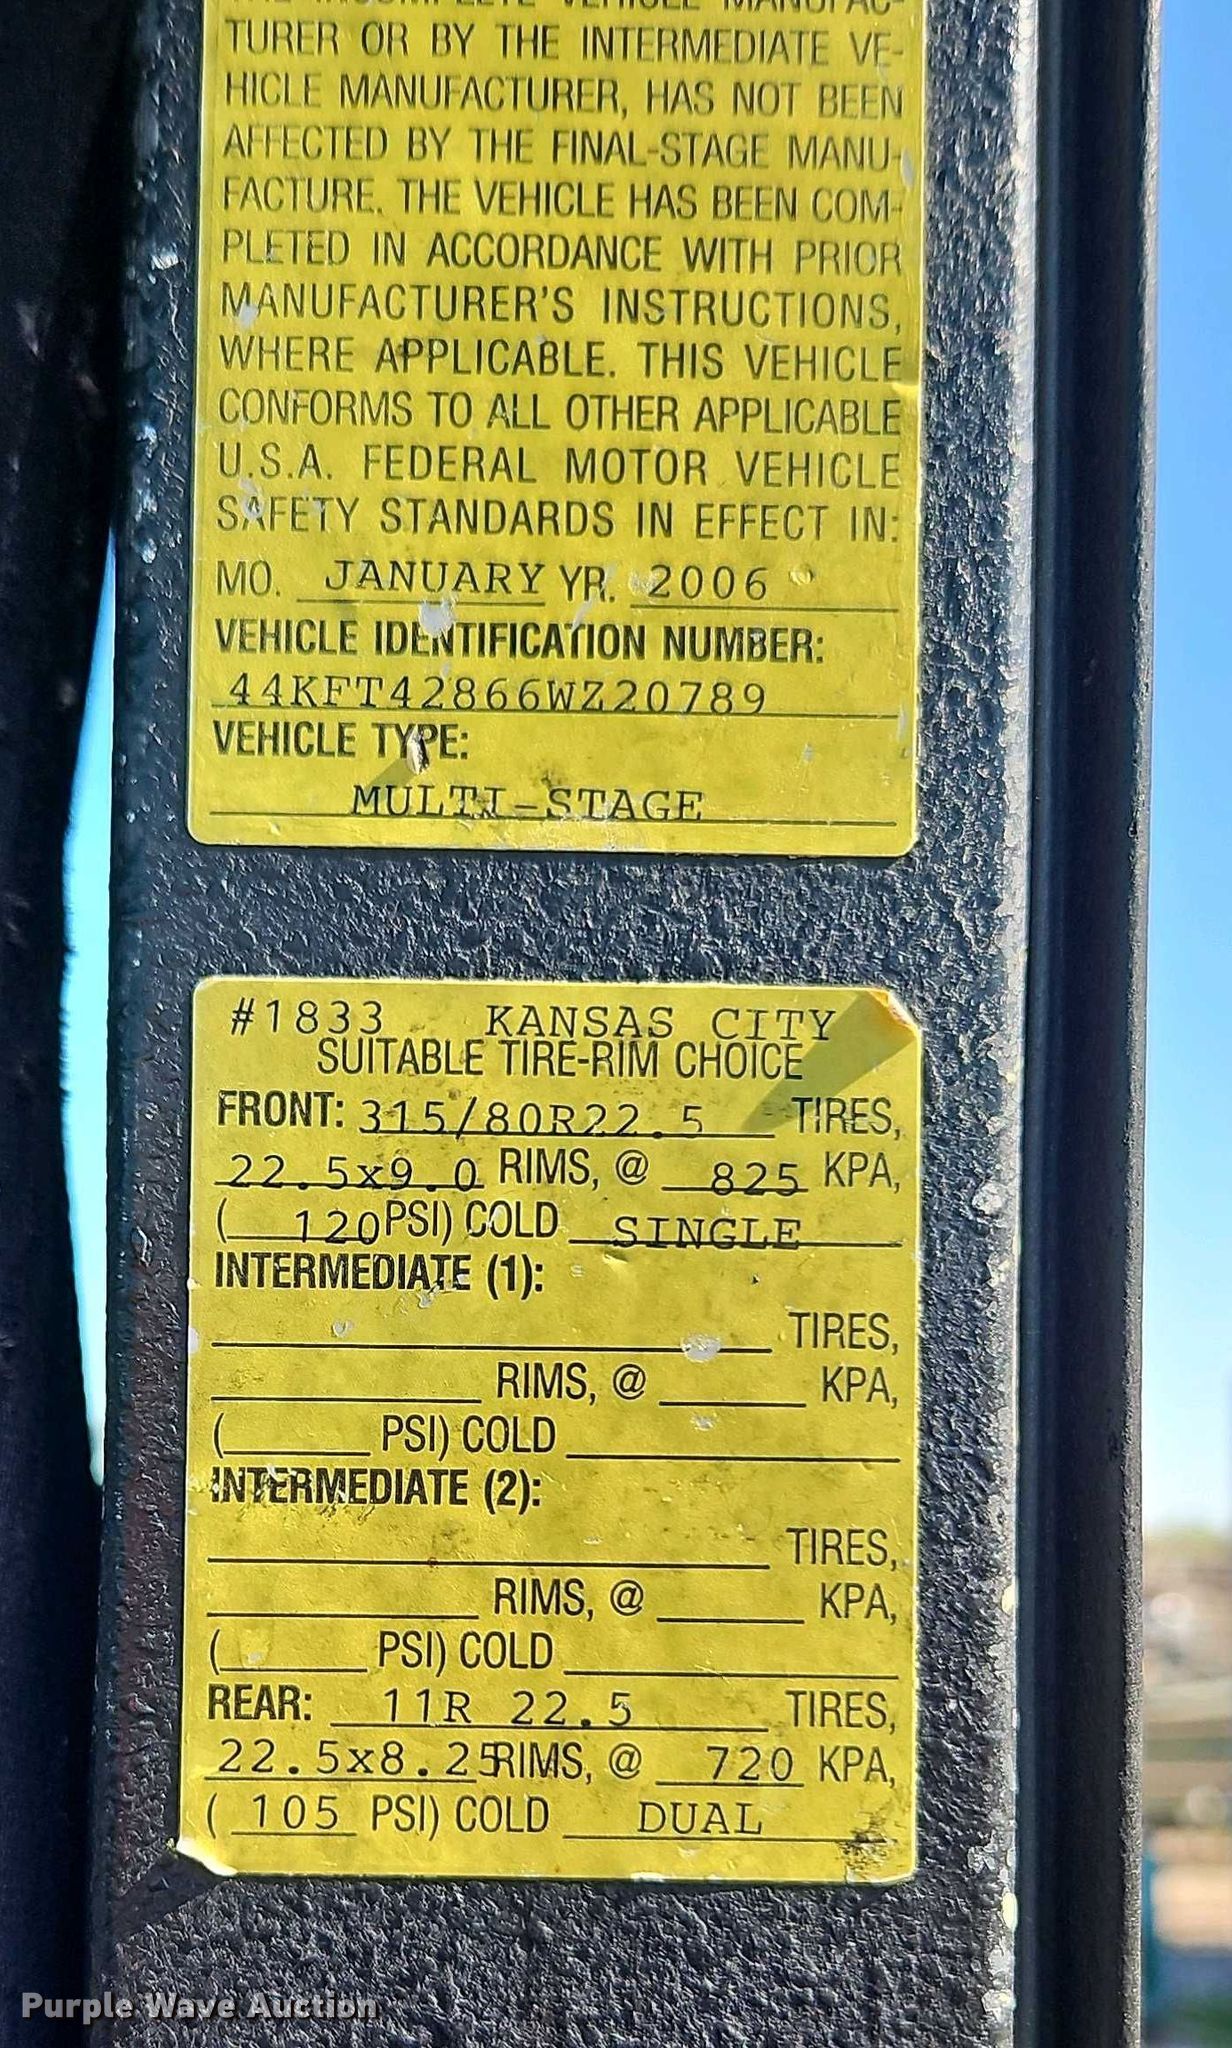 THE INCOMPLETE VEHICLE MANUFAC-
TURER OR BY THE INTERMEDIATE VE-
HICLE MANUFACTURER, HAS NOT BEEN
AFFECTED BY THE FINAL-STAGE MANU-
FACTURE. THE VEHICLE HAS BEEN COM-
PLETED IN ACCORDANCE WITH PRIOR
MANUFACTURER'S INSTRUCTIONS,
WHERE APPLICABLE. THIS VEHICLE
CONFORMS TO ALL OTHER APPLICABLE
U.S.A. FEDERAL MOTOR VEHICLE
SAFETY STANDARDS IN EFFECT IN:
MO. JANUARY YR. 2006
VEHICLE IDENTIFICATION NUMBER:
44KFT42866WZ20789
VEHICLE TYPE:
MULTI-STAGE
#1833 KANSAS CITY
SUITABLE TIRE-RIM CHOICE
FRONT: 315/80R22.5 TIRES,
22.5x9.0 RIMS, @ 825 KPA,
( 120 PSI) COLD SINGLE
INTERMEDIATE (1):
TIRES,
RIMS, @ KPA,
( PSI) COLD
INTERMEDIATE (2):
TIRES,
RIMS, @ KPA,
( PSI) COLD
REAR: 11R 22.5 TIRES,
22.5x8.25 RIMS, @ 720 KPA,
( 105 PSI) COLD DUAL
Purple Wave Auction